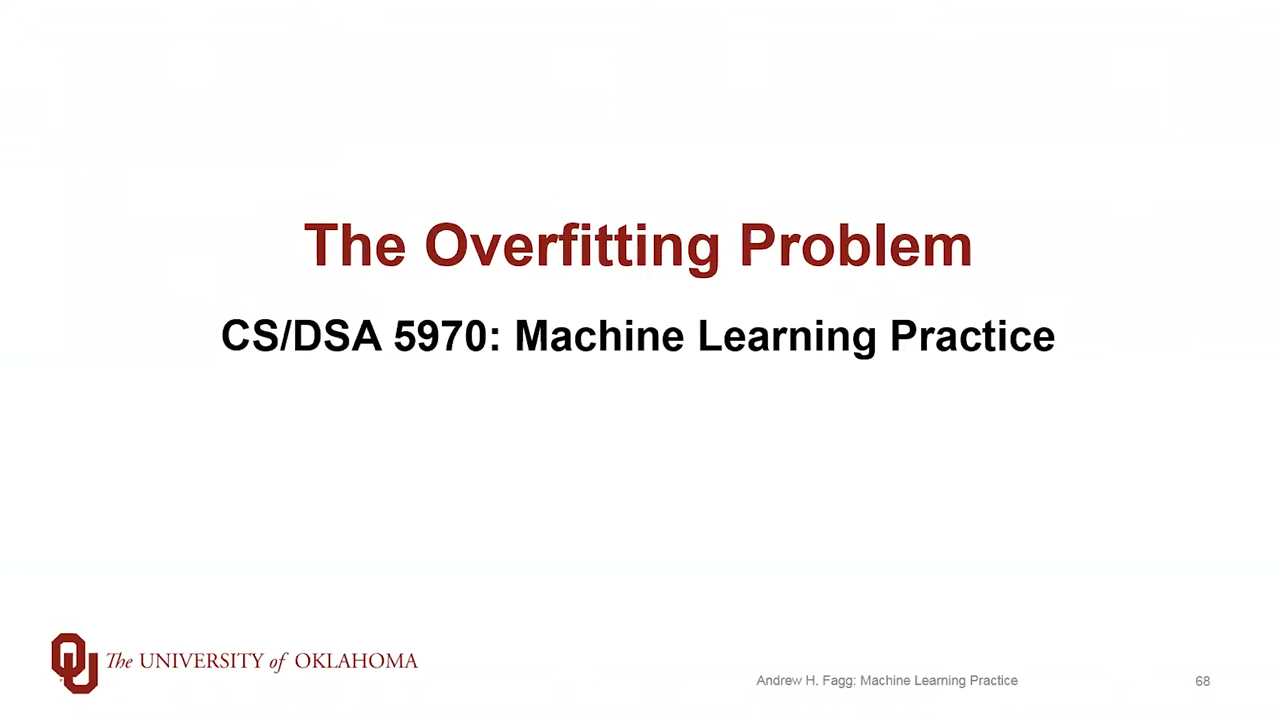 The Overfitting Problem
CS/DSA 5970: Machine Learning Practice
OU The UNIVERSITY of OKLAHOMA
Andrew H. Fagg: Machine Learning Practice
68